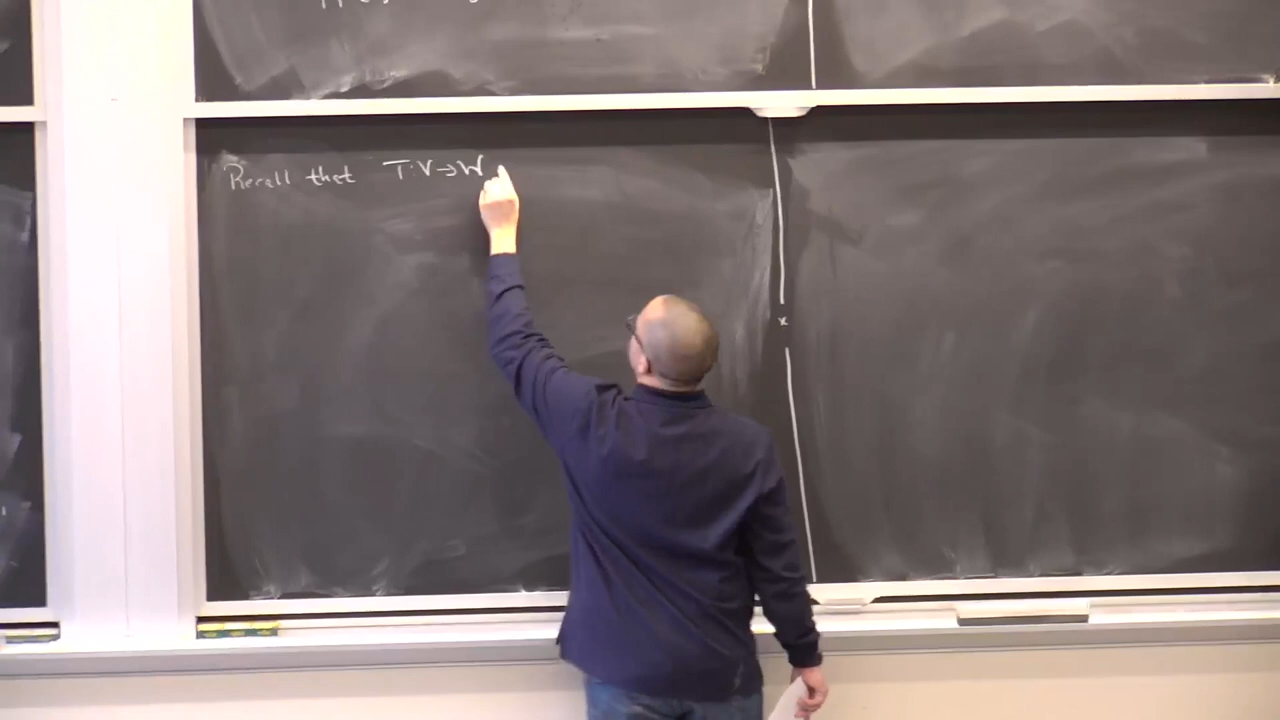 Recall that T: V → W
x